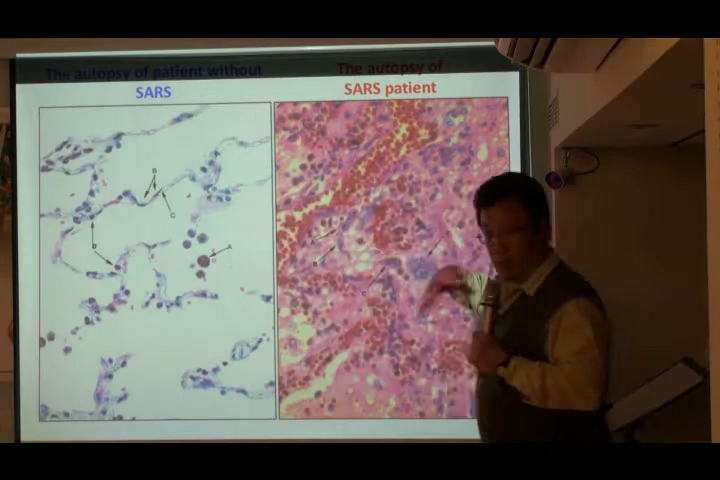 The autopsy of patient without
SARS
The autopsy of
SARS patient
B
C
B
A
C